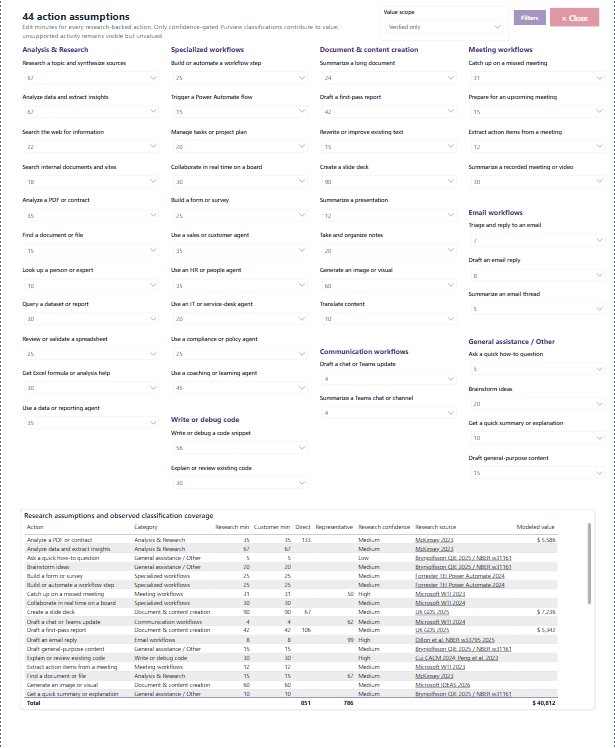 44 action assumptions
Edit minutes for every research-backed action. Only confidence-gated Purview classifications contribute to value;
unsupported activity remains visible but unvalued.
Value scope
Verified only
Filters
× Close
Analysis & Research
Research a topic and synthesize sources
67
Analyze data and extract insights
67
Search the web for information
22
Search internal documents and sites
18
Analyze a PDF or contract
35
Find a document or file
15
Look up a person or expert
10
Query a dataset or report
30
Review or validate a spreadsheet
25
Get Excel formula or analysis help
30
Use a data or reporting agent
35
Specialized workflows
Build or automate a workflow step
25
Trigger a Power Automate flow
15
Manage tasks or project plan
20
Collaborate in real time on a board
30
Build a form or survey
25
Use a sales or customer agent
35
Use an HR or people agent
35
Use an IT or service-desk agent
20
Use a compliance or policy agent
25
Use a coaching or learning agent
45
Write or debug code
Write or debug a code snippet
56
Explain or review existing code
30
Document & content creation
Summarize a long document
24
Draft a first-pass report
42
Rewrite or improve existing text
15
Create a slide deck
90
Summarize a presentation
12
Take and organize notes
20
Generate an image or visual
60
Translate content
10
Communication workflows
Draft a chat or Teams update
4
Summarize a Teams chat or channel
4
Meeting workflows
Catch up on a missed meeting
31
Prepare for an upcoming meeting
15
Extract action items from a meeting
12
Summarize a recorded meeting or video
30
Email workflows
Triage and reply to an email
7
Draft an email reply
8
Summarize an email thread
5
General assistance / Other
Ask a quick how-to question
5
Brainstorm ideas
20
Get a quick summary or explanation
10
Draft general-purpose content
15
Research assumptions and observed classification coverage
Action Category Research min Customer min Direct Representative Research confidence Research source Modeled value
Analyze a PDF or contract Analysis & Research 35 35 133 Medium McKinsey 2023 $ 5,586
Analyze data and extract insights Analysis & Research 67 67 Medium McKinsey 2023
Ask a quick how-to question General assistance / Other 5 5 Low Brynjolfsson QJE 2025 / NBER w31161
Brainstorm ideas General assistance / Other 20 20 Medium Brynjolfsson QJE 2025 / NBER w31161
Build a form or survey Specialized workflows 25 25 Medium Forrester TEI Power Automate 2024
Build or automate a workflow step Specialized workflows 25 25 Medium Forrester TEI Power Automate 2024
Catch up on a missed meeting Meeting workflows 31 31 50 High Microsoft WTI 2023
Collaborate in real time on a board Specialized workflows 30 30 Medium Microsoft WTI 2024
Create a slide deck Document & content creation 90 90 67 Medium UK GDS 2025 $ 7,236
Draft a chat or Teams update Communication workflows 4 4 62 Medium Microsoft WTI 2024
Draft a first-pass report Document & content creation 42 42 106 Medium UK GDS 2025 $ 5,342
Draft an email reply Email workflows 8 8 99 High Dillon et al. NBER w33795 2025
Draft general-purpose content General assistance / Other 15 15 Medium Brynjolfsson QJE 2025 / NBER w31161
Explain or review existing code Write or debug code 30 30 High Cui CACM 2024; Peng et al. 2023
Extract action items from a meeting Meeting workflows 12 12 Medium Microsoft WTI 2023
Find a document or file Analysis & Research 15 15 67 Medium McKinsey 2023
Generate an image or visual Document & content creation 60 60 Medium Microsoft IDEAS 2026
Get a quick summary or explanation General assistance / Other 10 10 Medium Brynjolfsson QJE 2025 / NBER w31161
Total 851 786 $ 40,812